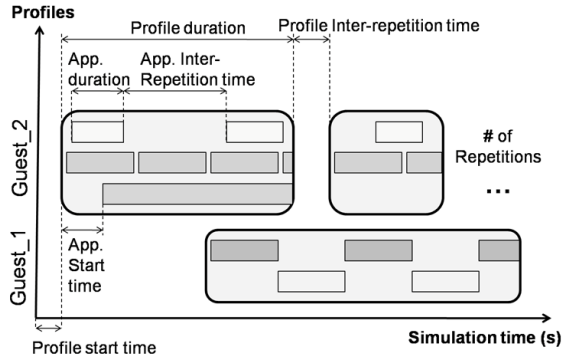 Profiles
Profile duration
Profiles Inter-repetition time
App.
duration
App. Inter-
Repetition time
Guest_2
# of
Repetitions
...
App.
Start
time
Guest_1
Simulation time (s)
Profile start time